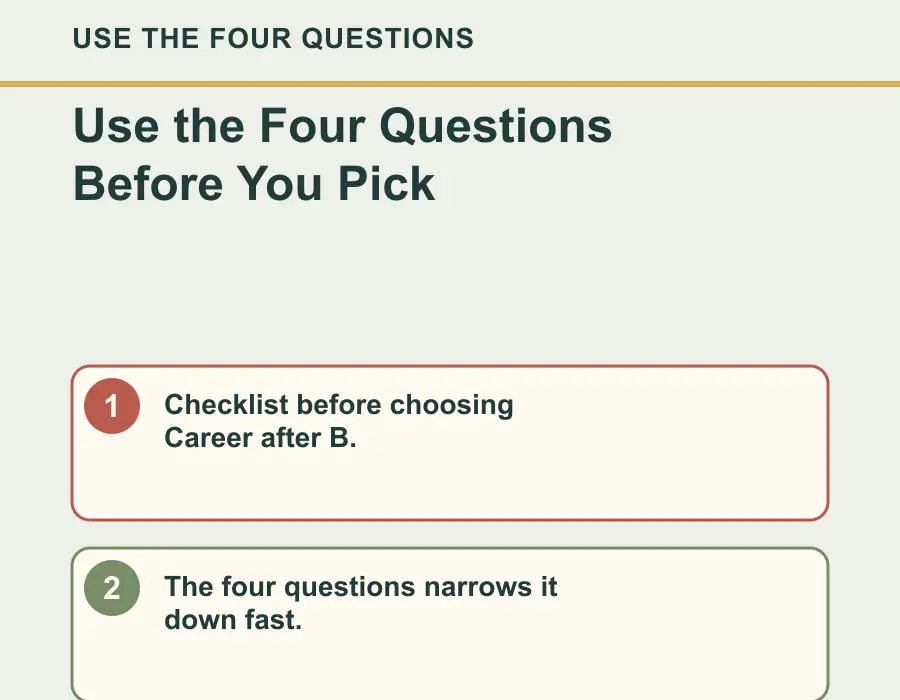 USE THE FOUR QUESTIONS
Use the Four Questions
Before You Pick
1
Checklist before choosing
Career after B.
2
The four questions narrows it
down fast.